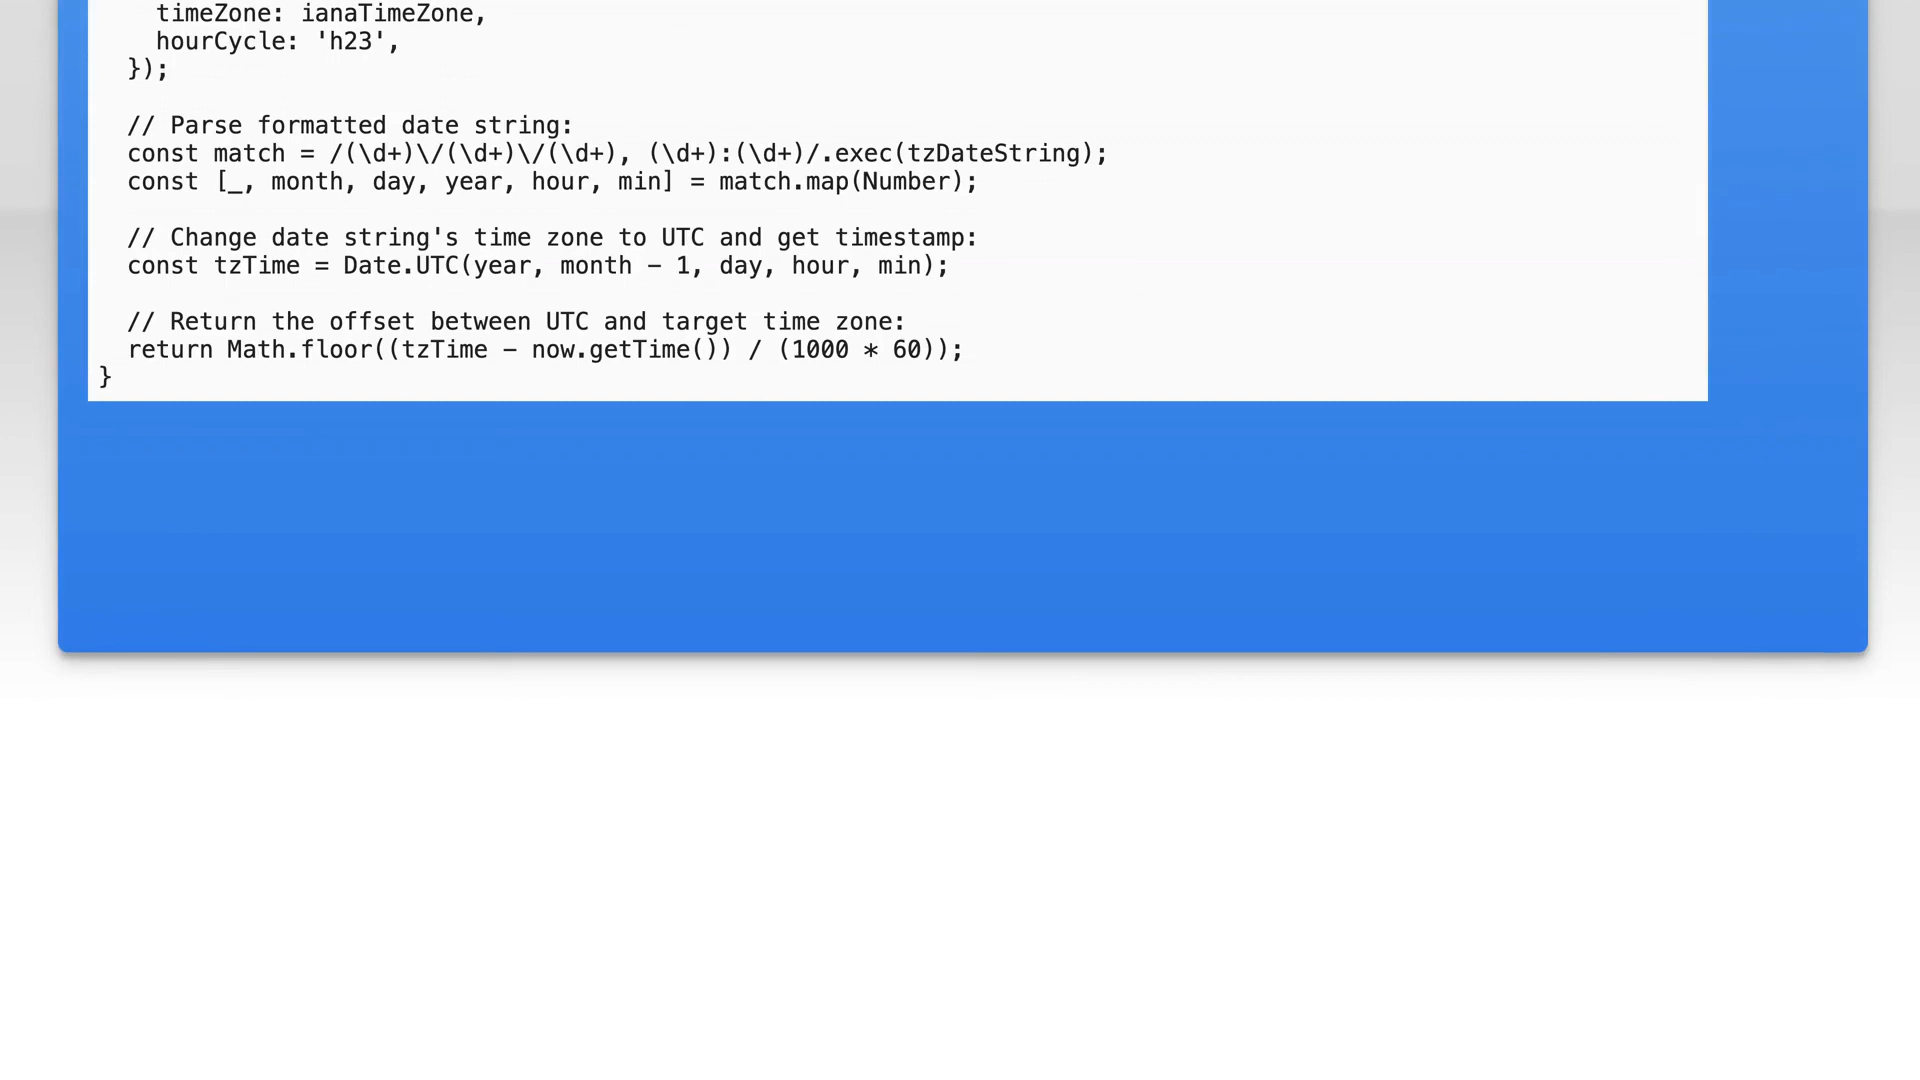 timeZone: ianaTimeZone,
hourCycle: 'h23',
});
// Parse formatted date string:
const match = /(\d+)\/(\d+)\/(\d+), (\d+):(\d+)/.exec(tzDateString);
const [_, month, day, year, hour, min] = match.map(Number);
// Change date string's time zone to UTC and get timestamp:
const tzTime = Date.UTC(year, month - 1, day, hour, min);
// Return the offset between UTC and target time zone:
return Math.floor((tzTime - now.getTime()) / (1000 * 60));
}